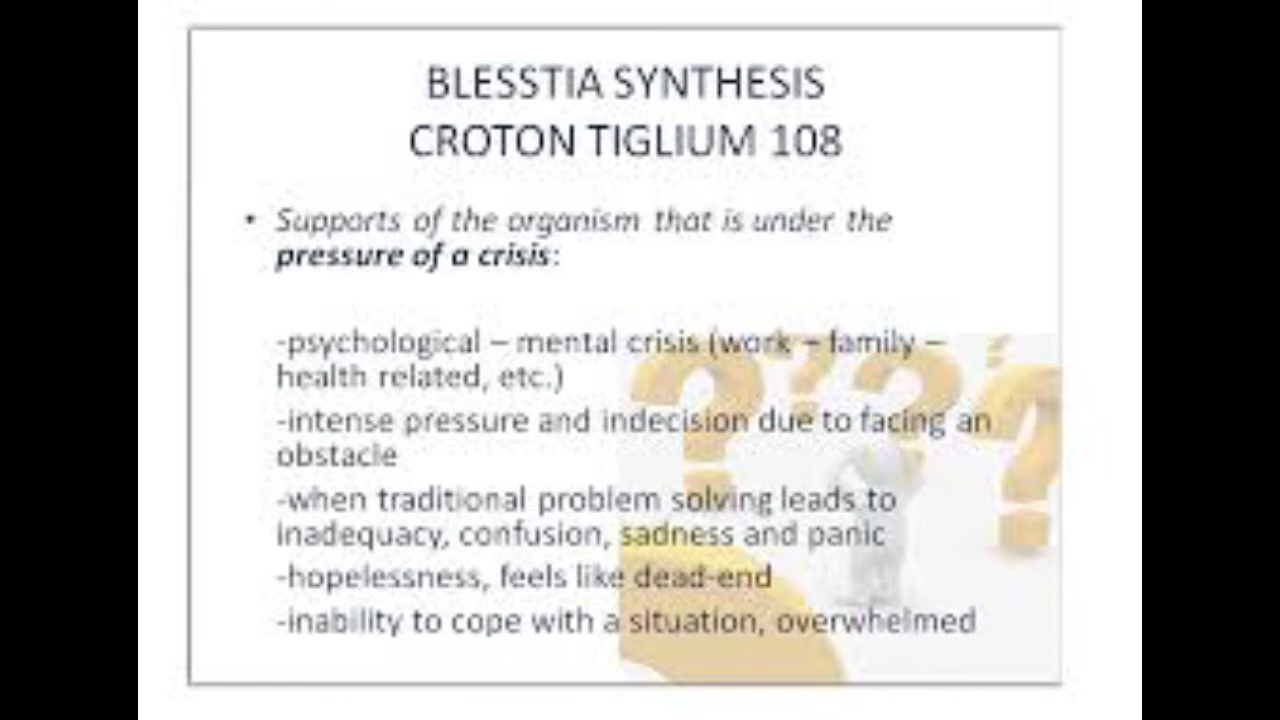 BLESSTIA SYNTHESIS
CROTON TIGLIUM 108
• Supports of the organism that is under the
pressure of a crisis:
-psychological – mental crisis (work – family –
health related, etc.)
-intense pressure and indecision due to facing an
obstacle
-when traditional problem solving leads to
inadequacy, confusion, sadness and panic
-hopelessness, feels like dead-end
-inability to cope with a situation, overwhelmed